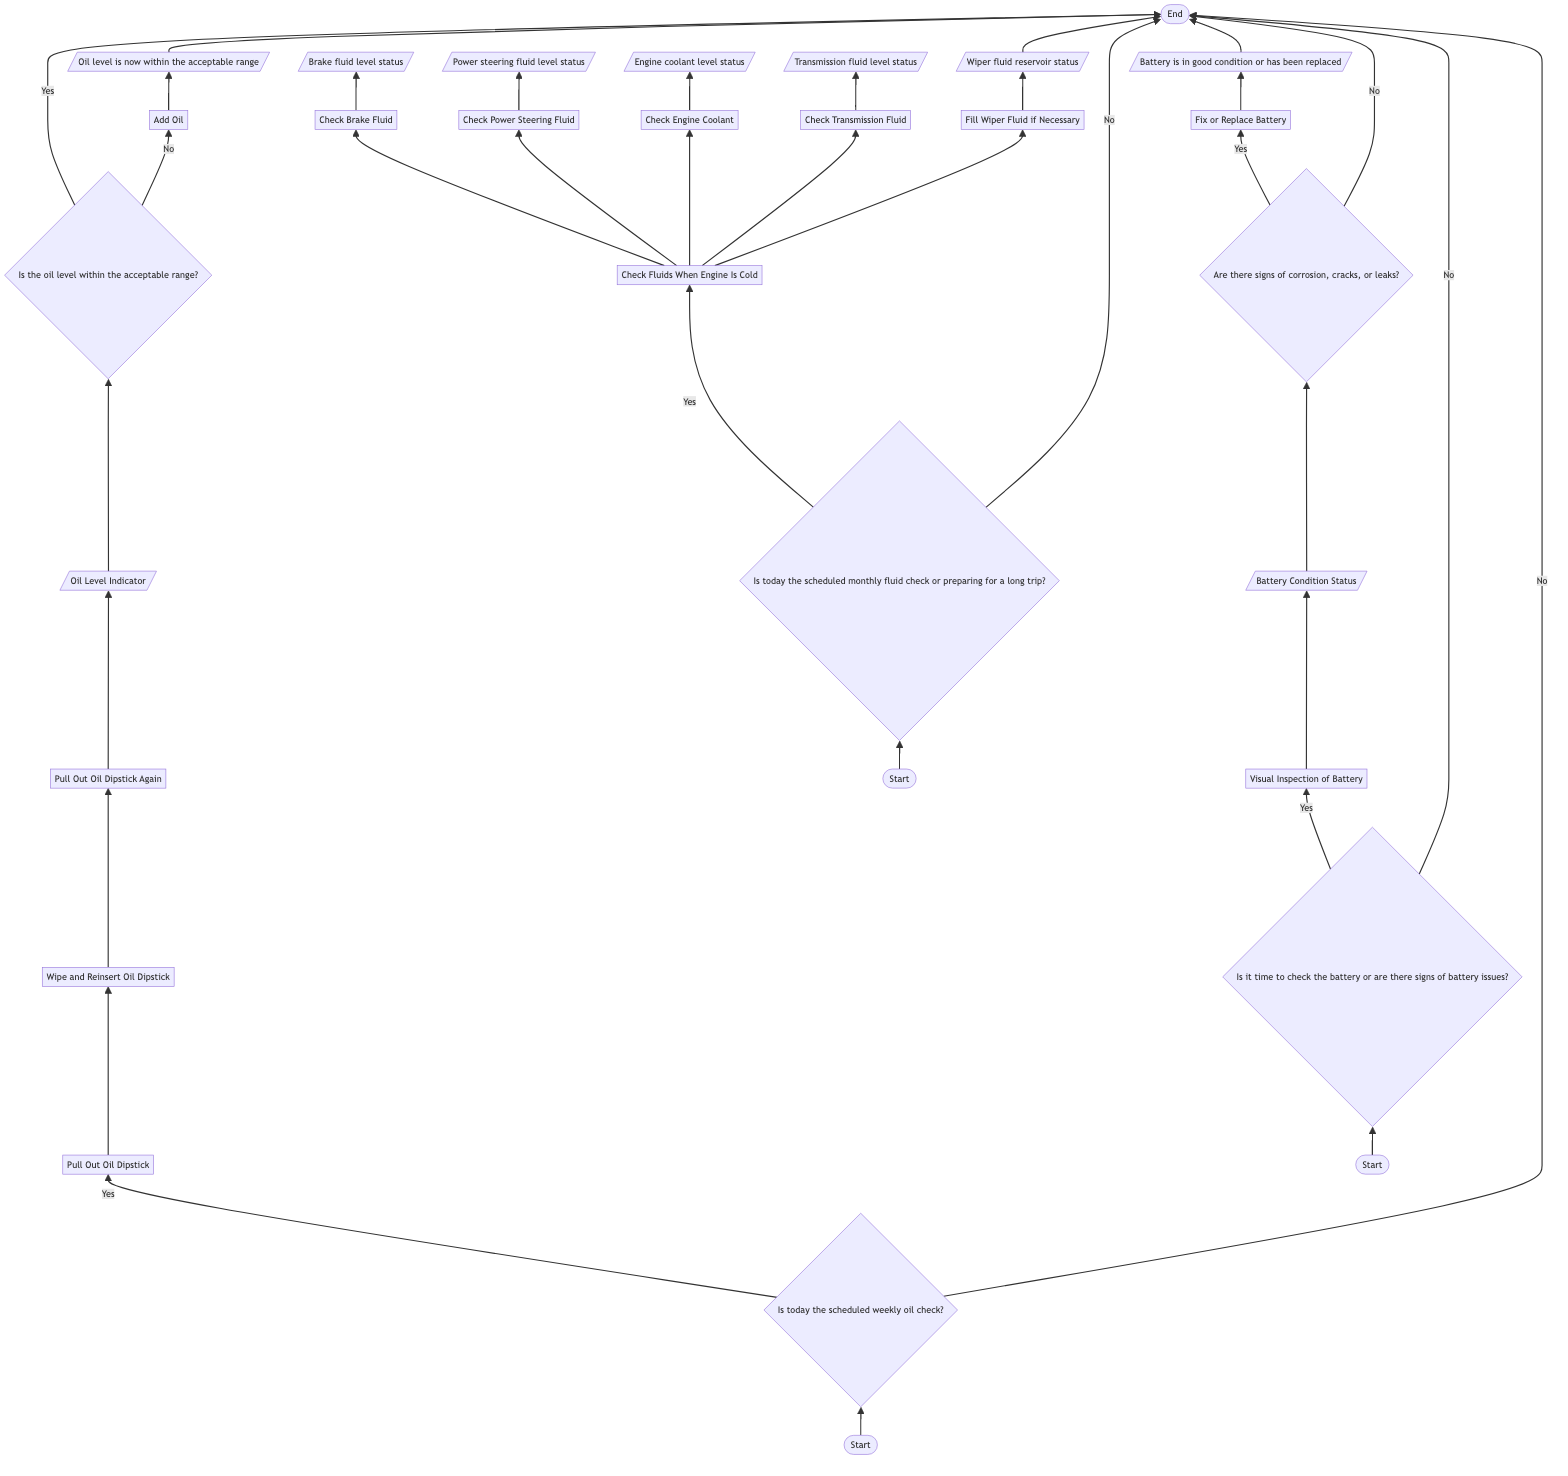 End
Oil level is now within the acceptable range
Brake fluid level status
Power steering fluid level status
Engine coolant level status
Transmission fluid level status
Wiper fluid reservoir status
Battery is in good condition or has been replaced
Yes
No
Add Oil
Check Brake Fluid
Check Power Steering Fluid
Check Engine Coolant
Check Transmission Fluid
Fill Wiper Fluid if Necessary
No
Fix or Replace Battery
No
Yes
Is the oil level within the acceptable range?
Check Fluids When Engine Is Cold
Are there signs of corrosion, cracks, or leaks?
No
Yes
Oil Level Indicator
Is today the scheduled monthly fluid check or preparing for a long trip?
Battery Condition Status
No
Pull Out Oil Dipstick Again
Start
Visual Inspection of Battery
Yes
Wipe and Reinsert Oil Dipstick
Is it time to check the battery or are there signs of battery issues?
Pull Out Oil Dipstick
Start
Yes
Is today the scheduled weekly oil check?
Start